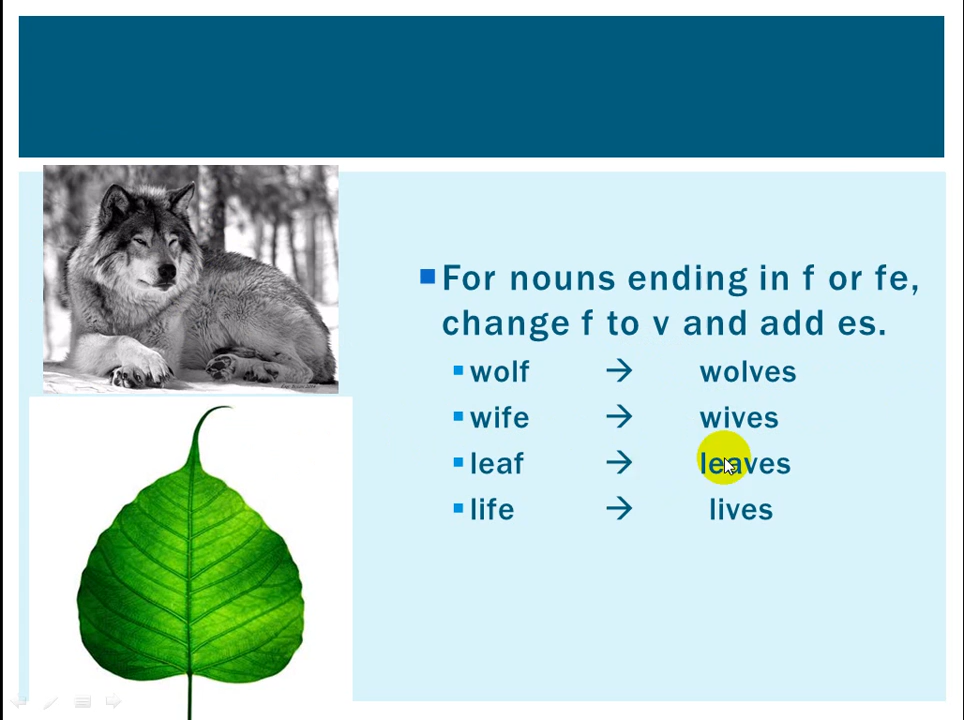 For nouns ending in f or fe,
change f to v and add es.
wolf → wolves
wife → wives
leaf → leaves
life → lives